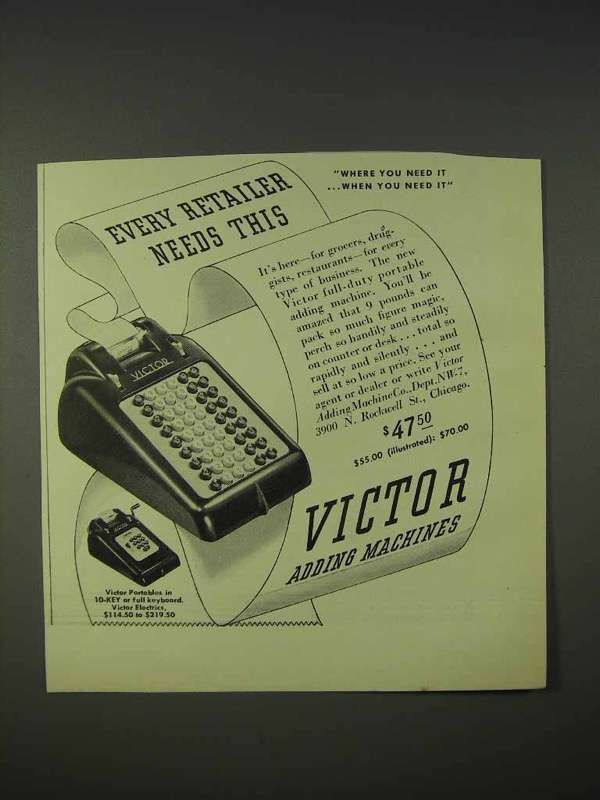 EVERY RETAILER
NEEDS THIS
"WHERE YOU NEED IT
...WHEN YOU NEED IT"
It's here—for grocers, drug-
gists, restaurants—for every
type of business. The new
Victor full-duty portable
adding machine. You'll be
amazed that 9 pounds can
pack so much figure magic,
perch so handily and steadily
on counter or desk...total so
rapidly and silently...and
sell at so low a price. See your
agent or dealer or write Victor
Adding Machine Co., Dept. NW-7,
3900 N. Rockwell St., Chicago.
$47.50
$55.00 (illustrated); $70.00
VICTOR
VICTOR
ADDING MACHINES
Victor Portables in
10-KEY or full keyboard.
Victor Electrics,
$114.50 to $219.50